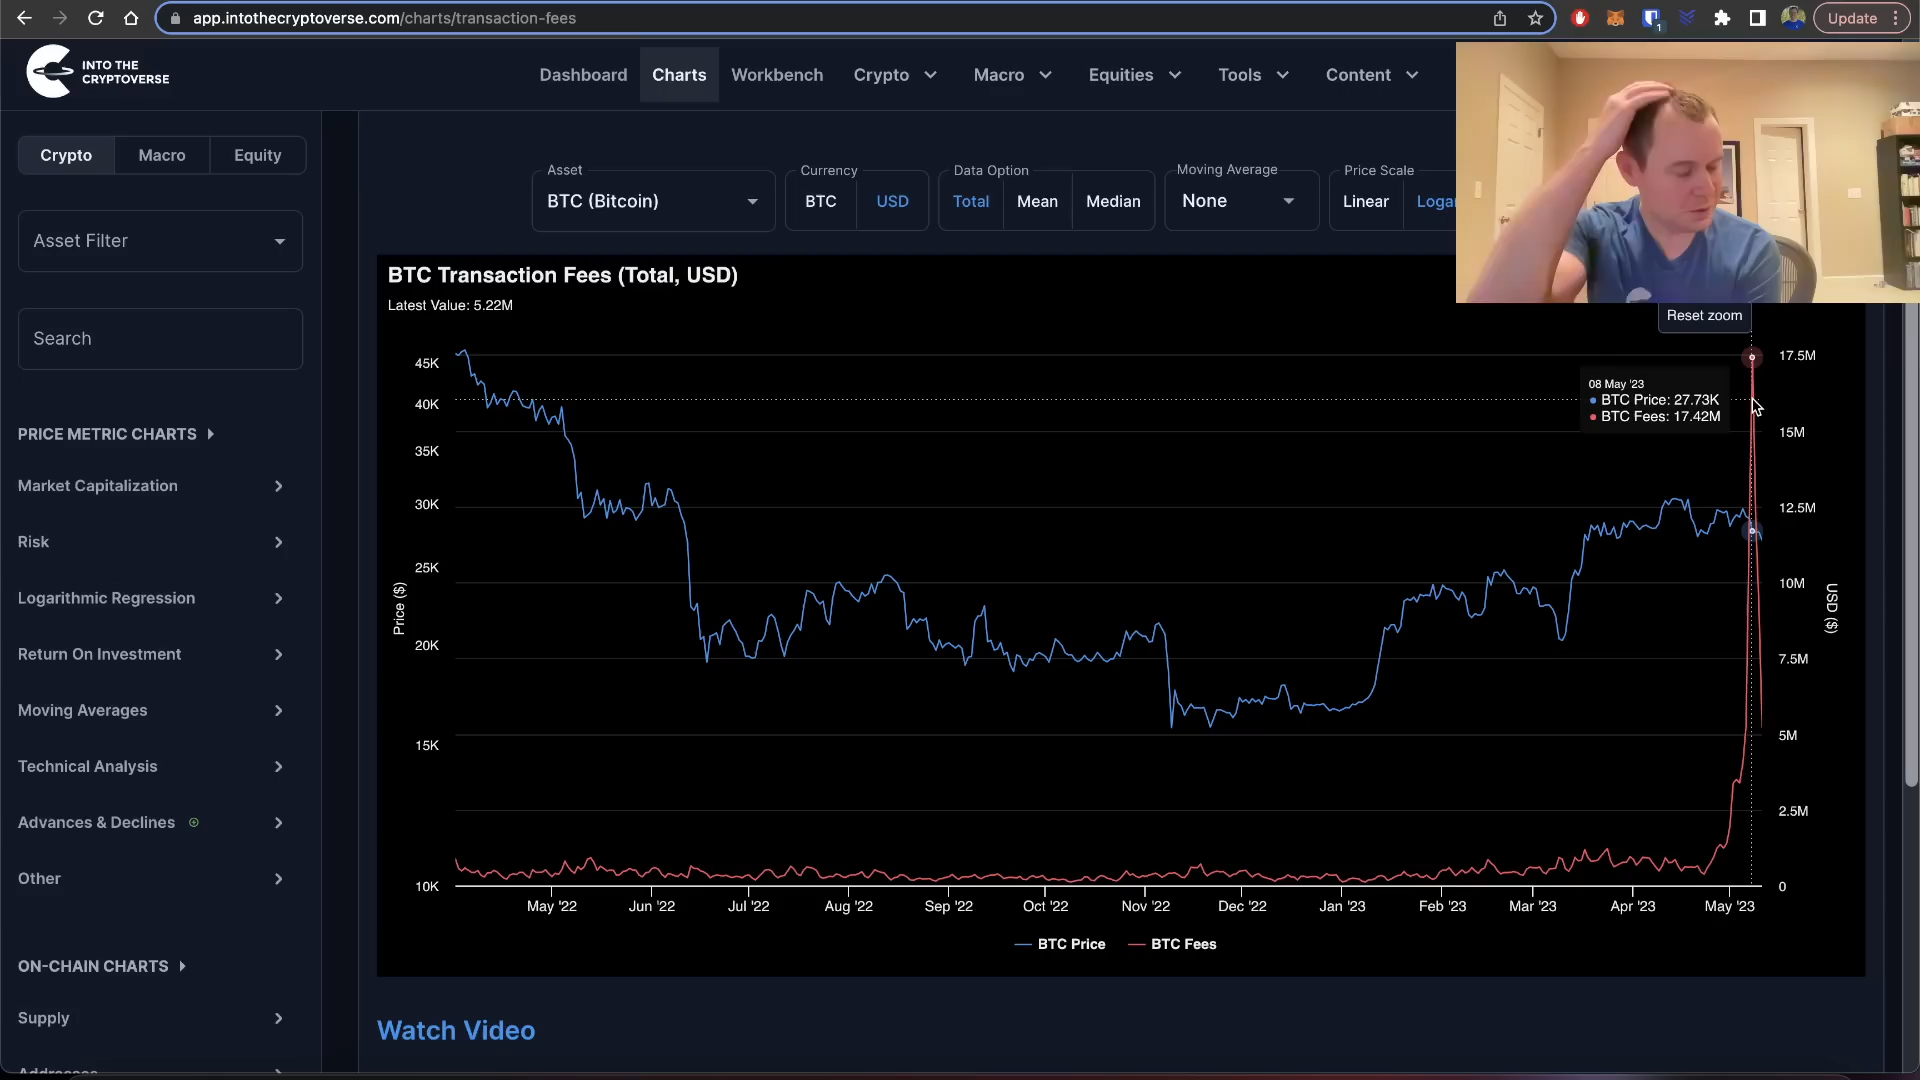 app.intothecryptoverse.com/charts/transaction-fees
1
Update
INTO THE
CRYPTOVERSE
Dashboard
Charts
Workbench
Crypto
Macro
Equities
Tools
Content
Crypto
Macro
Equity
Asset Filter
Search
PRICE METRIC CHARTS
Market Capitalization
Risk
Logarithmic Regression
Return On Investment
Moving Averages
Technical Analysis
Advances & Declines
Other
ON-CHAIN CHARTS
Supply
Asset
BTC (Bitcoin)
Currency
BTC
USD
Data Option
Total
Mean
Median
Moving Average
None
Price Scale
Linear
BTC Transaction Fees (Total, USD)
Latest Value: 5.22M
Reset zoom
08 May '23
BTC Price: 27.73K
BTC Fees: 17.42M
45K
40K
35K
30K
25K
20K
15K
10K
Price ($)
17.5M
15M
12.5M
10M
7.5M
5M
2.5M
0
USD ($)
May '22
Jun '22
Jul '22
Aug '22
Sep '22
Oct '22
Nov '22
Dec '22
Jan '23
Feb '23
Mar '23
Apr '23
May '23
BTC Price
BTC Fees
Watch Video